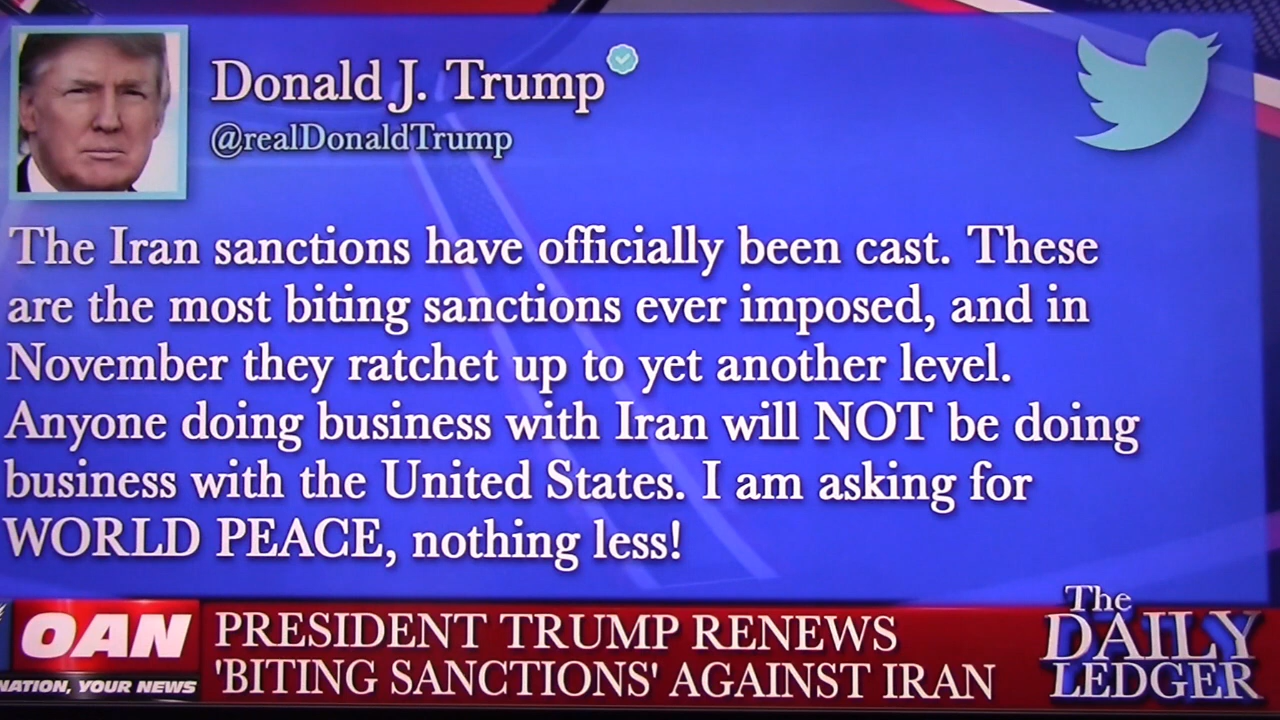 Donald J. Trump
@realDonaldTrump
The Iran sanctions have officially been cast. These
are the most biting sanctions ever imposed, and in
November they ratchet up to yet another level.
Anyone doing business with Iran will NOT be doing
business with the United States. I am asking for
WORLD PEACE, nothing less!
OAN
NATION, YOUR NEWS
PRESIDENT TRUMP RENEWS
'BITING SANCTIONS' AGAINST IRAN
The
DAILY
LEDGER